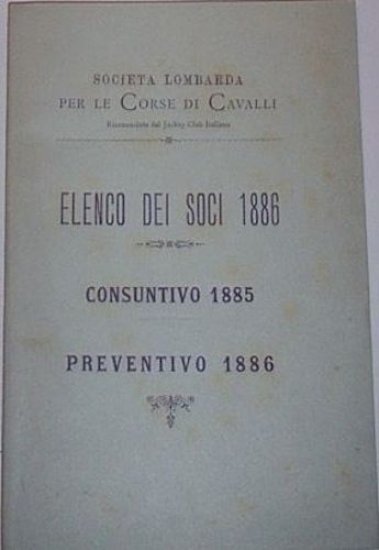 SOCIETA LOMBARDA
PER LE CORSE DI CAVALLI
Riconosciuta dal Jockey Club Italiano
ELENCO DEI SOCI 1886
CONSUNTIVO 1885
PREVENTIVO 1886